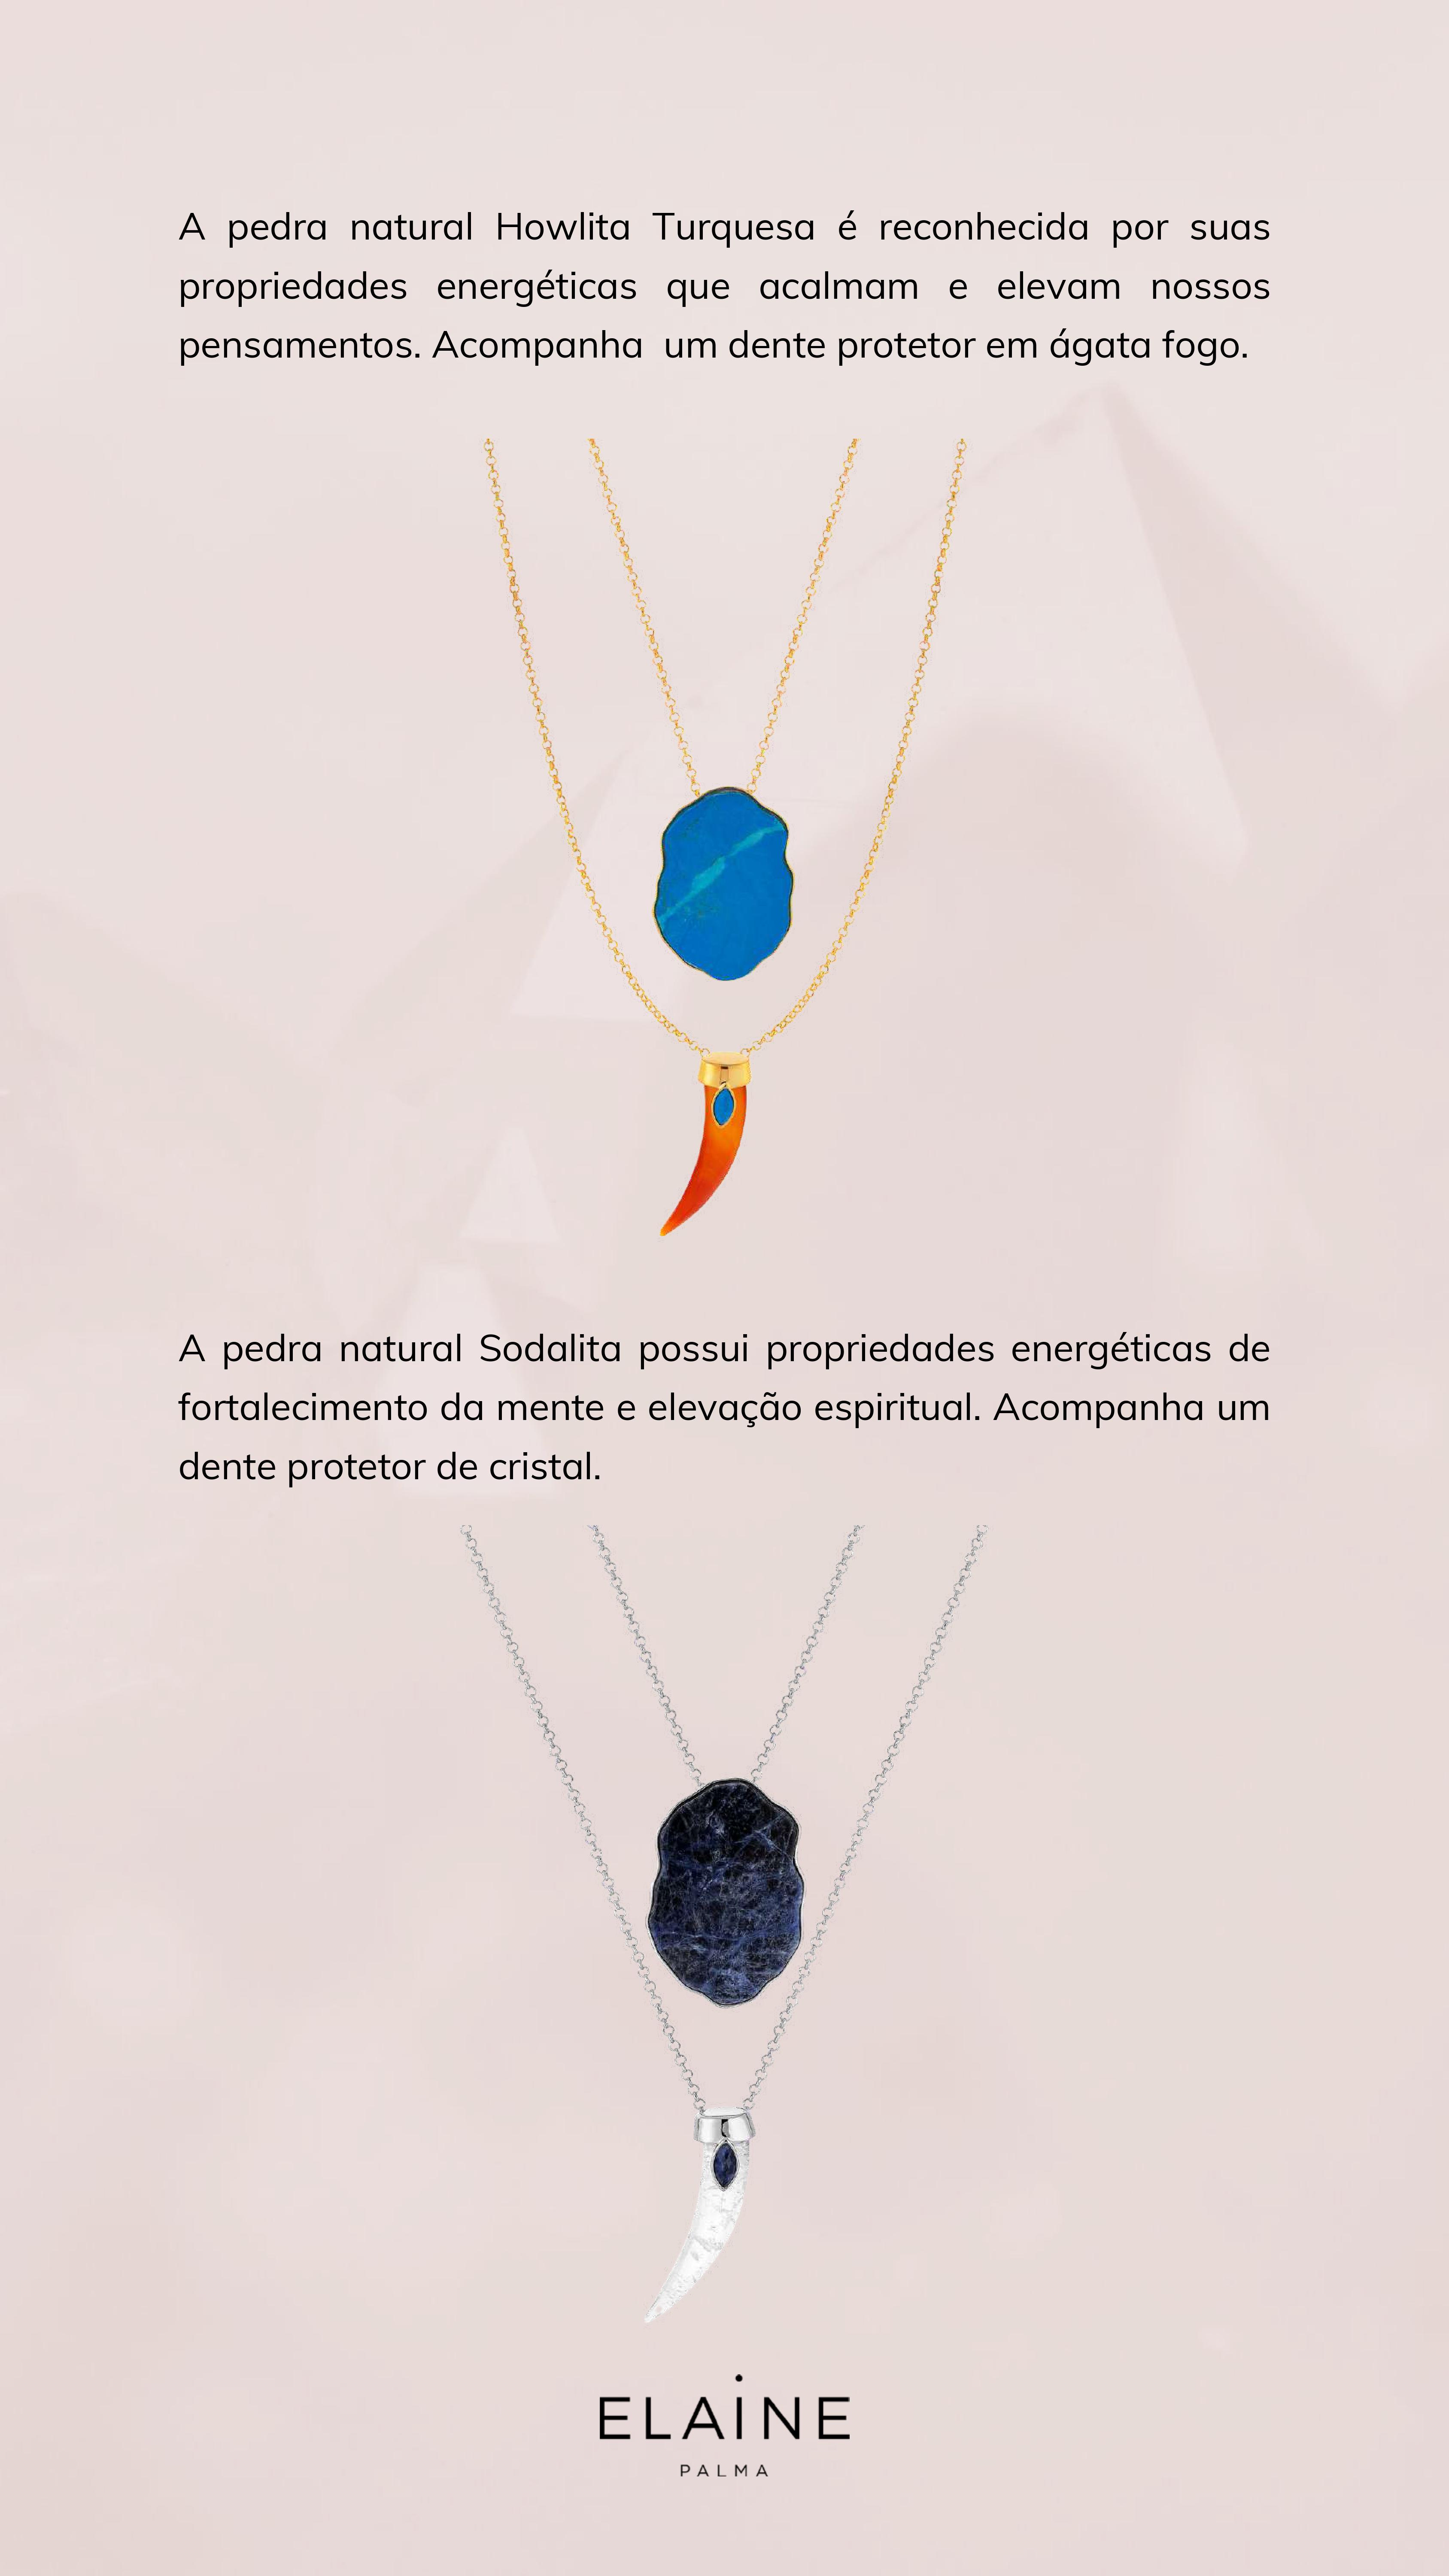 A pedra natural Howlita Turquesa é reconhecida por suas
propriedades energéticas que acalmam e elevam nossos
pensamentos. Acompanha  um dente protetor em ágata fogo.
A pedra natural Sodalita possui propriedades energéticas de
fortalecimento da mente e elevação espiritual. Acompanha um
dente protetor de cristal.
ELAiNE
PALMA